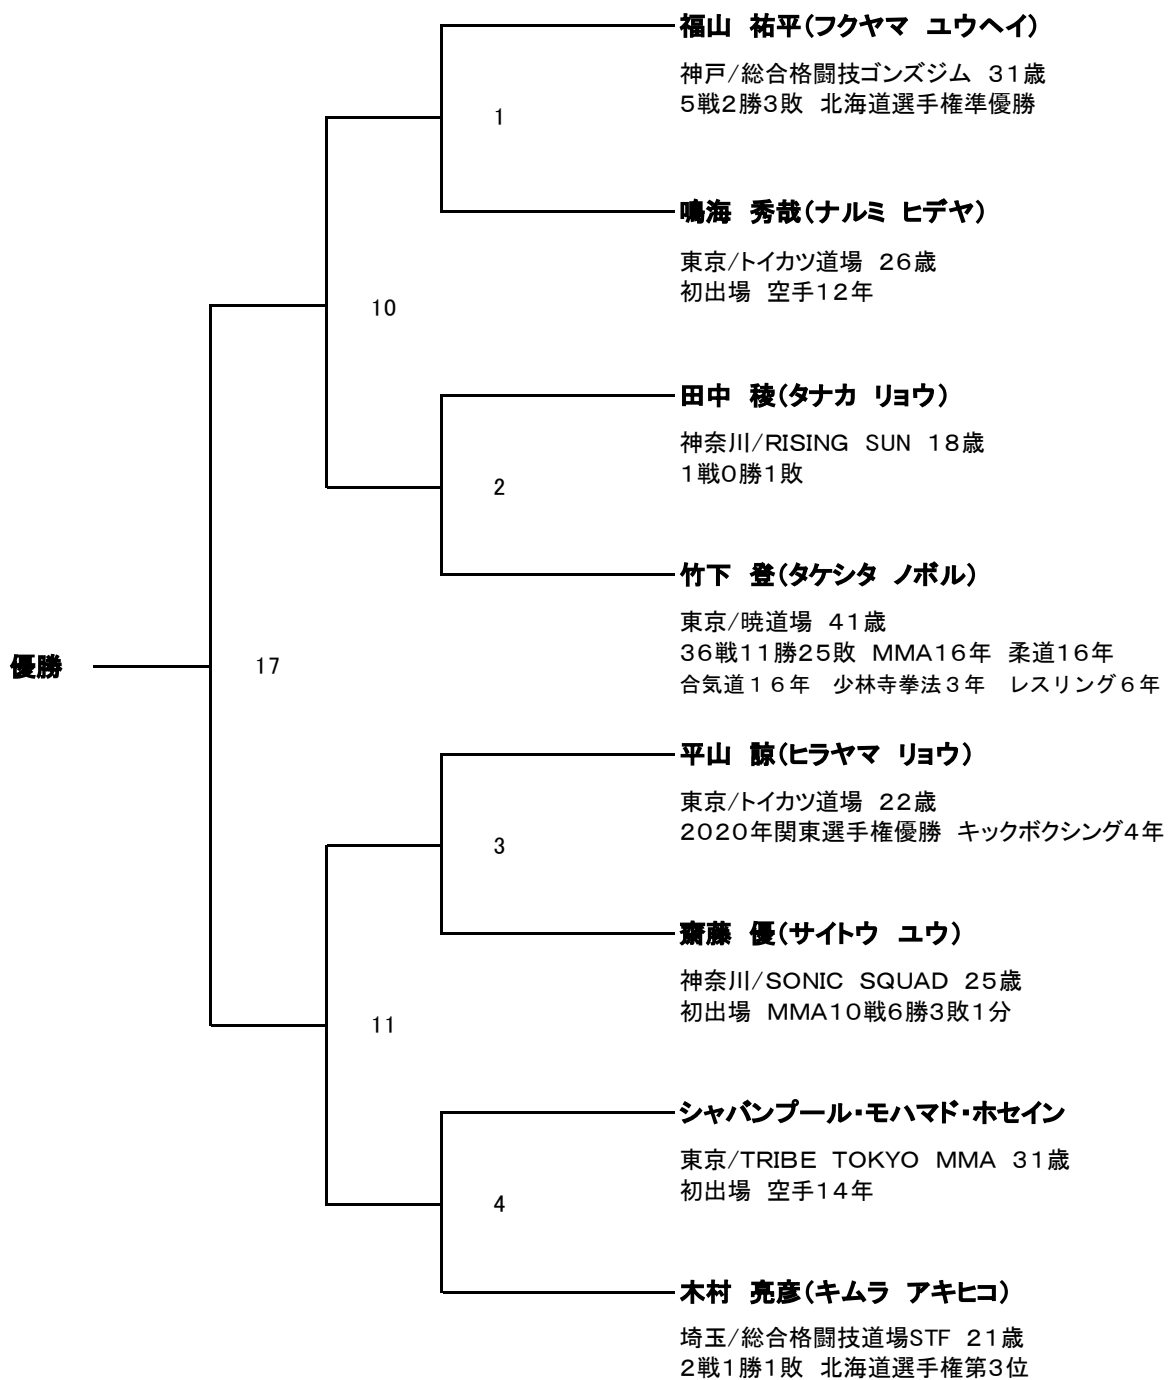 福山　祐平(フクヤマ　ユウヘイ)
神戸/総合格闘技ゴンズジム　31歳
5戦2勝3敗　北海道選手権準優勝
1
鳴海　秀哉(ナルミ　ヒデヤ)
東京/トイカツ道場　26歳
初出場　空手12年
10
田中　稜(タナカ　リョウ)
神奈川/RISING　SUN　18歳
1戦0勝1敗
2
竹下　登(タケシタ　ノボル)
東京/暁道場　41歳
36戦11勝25敗　MMA16年　柔道16年
合気道１６年　少林寺拳法３年　レスリング６年
優勝
17
平山　諒(ヒラヤマ　リョウ)
東京/トイカツ道場　22歳
2020年関東選手権優勝　キックボクシング4年
3
齋藤　優(サイトウ　ユウ)
神奈川/SONIC　SQUAD　25歳
初出場　MMA10戦6勝3敗1分
11
シャバンプール・モハマド・ホセイン
東京/TRIBE　TOKYO　MMA　31歳
初出場　空手14年
4
木村　亮彦(キムラ　アキヒコ)
埼玉/総合格闘技道場STF　21歳
2戦1勝1敗　北海道選手権第3位